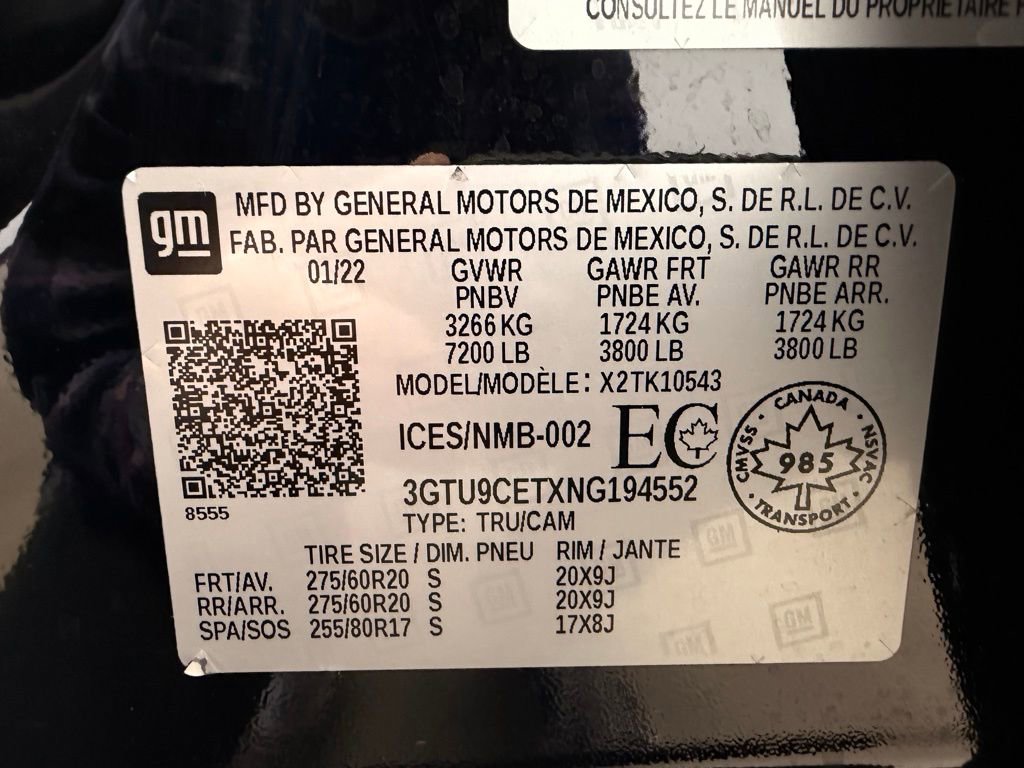 CONSULTEZ LE MANUEL DU PROPRIÉTAIRE
gm
MFD BY GENERAL MOTORS DE MEXICO, S. DE R.L. DE C.V.
FAB. PAR GENERAL MOTORS DE MEXICO, S. DE R.L. DE C.V.
01/22 GVWR GAWR FRT GAWR RR
PNBV PNBE AV. PNBE ARR.
3266 KG 1724 KG 1724 KG
7200 LB 3800 LB 3800 LB
MODEL/MODÈLE: X2TK10543
ICES/NMB-002 EC
CANADA
CMVSS 985 NSVAC
TRANSPORT
3GTU9CETXNG194552
8555
TYPE: TRU/CAM
TIRE SIZE / DIM. PNEU RIM / JANTE
FRT/AV. 275/60R20 S 20X9J
RR/ARR. 275/60R20 S 20X9J
SPA/SOS 255/80R17 S 17X8J
GM
GM
GM